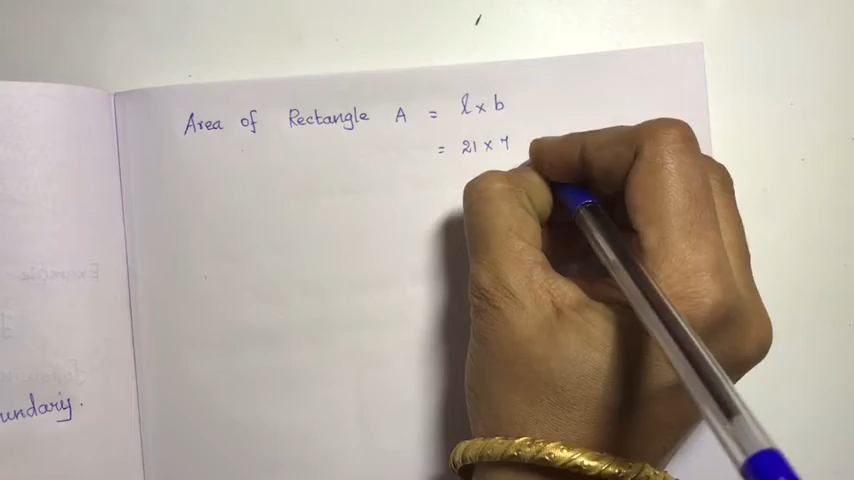 Area of Rectangle A = l × b
= 21 × 7
undary.